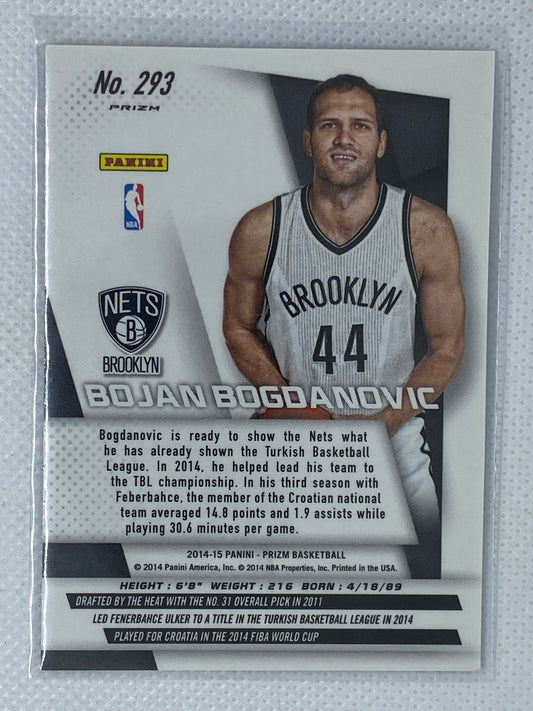 No. 293
PRIZM
PANINI
NBA
NETS
B
BROOKLYN
BROOKLYN
44
BOJAN BOGDANOVIC
Bogdanovic is ready to show the Nets what
he has already shown the Turkish Basketball
League. In 2014, he helped lead his team to
the TBL championship. In his third season with
Feberbahce, the member of the Croatian national
team averaged 14.8 points and 1.9 assists while
playing 30.6 minutes per game.
2014-15 PANINI - PRIZM BASKETBALL
© 2014 Panini America, Inc. © 2014 NBA Properties, Inc. Printed in the USA.
HEIGHT : 6'8" WEIGHT : 216 BORN : 4/18/89
DRAFTED BY THE HEAT WITH THE NO. 31 OVERALL PICK IN 2011
LED FENERBAHCE ULKER TO A TITLE IN THE TURKISH BASKETBALL LEAGUE IN 2014
PLAYED FOR CROATIA IN THE 2014 FIBA WORLD CUP